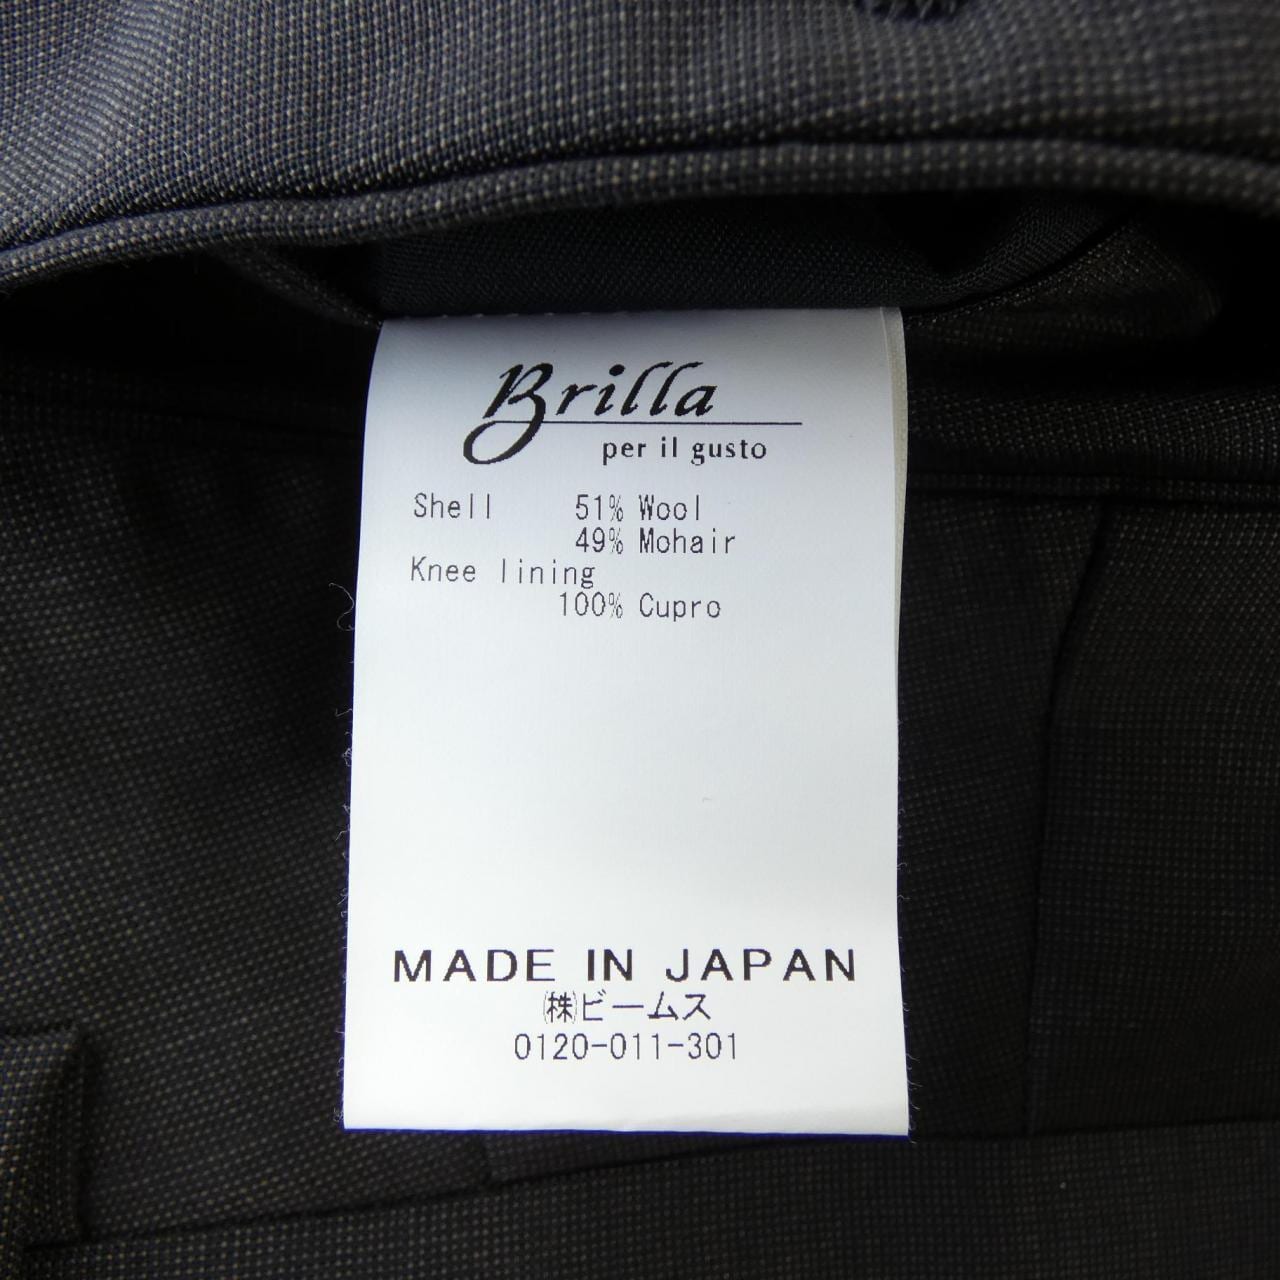 Brilla
per il gusto
Shell 51% Wool
49% Mohair
Knee lining
100% Cupro
MADE IN JAPAN
㈱ビームス
0120-011-301